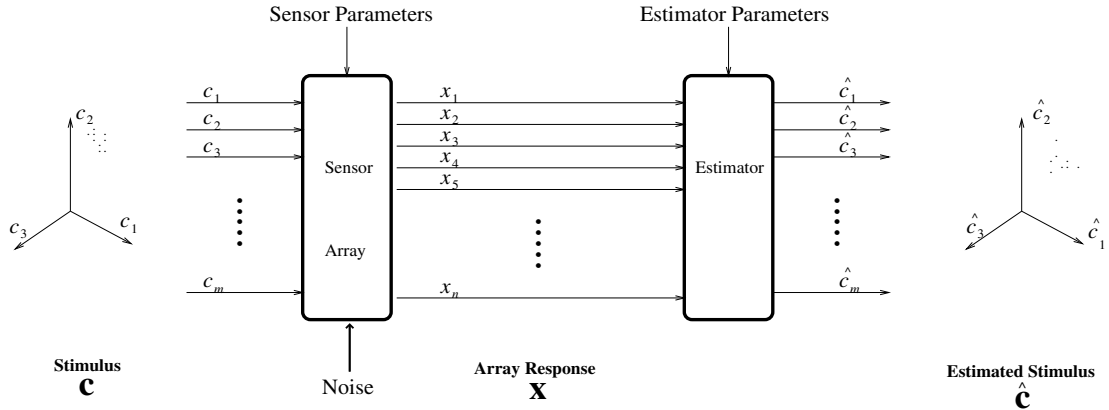 Sensor Parameters
Estimator Parameters
c₂
c₃
c₁
c₁
c₂
c₃
cₘ
Sensor
Array
Noise
x₁
x₂
x₃
x₄
x₅
xₙ
Estimator
ĉ₁
ĉ₂
ĉ₃
ĉₘ
ĉ₂
ĉ₃
ĉ₁
Stimulus
c
Array Response
x
Estimated Stimulus
ĉ